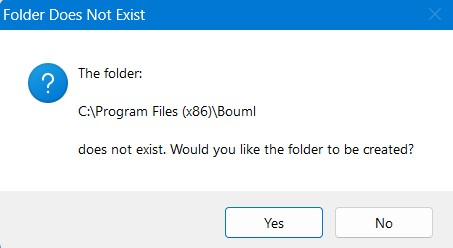 Folder Does Not Exist
The folder:
C:\Program Files (x86)\Bouml
does not exist. Would you like the folder to be created?
Yes
No